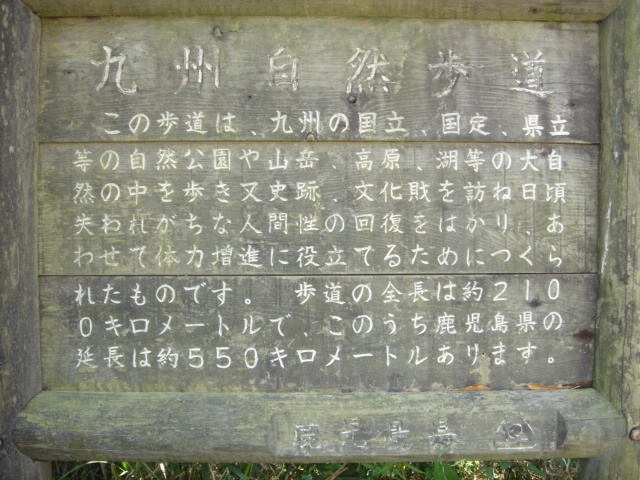 九州自然歩道
この歩道は、九州の国立、国定、県立
等の自然公園や山岳、高原、湖等の大自
然の中を歩き又史跡、文化財を訪ね日頃
失われがちな人間性の回復をはかり、あ
わせて体力増進に役立てるためにつくら
れたものです。 歩道の全長は約210
0キロメートルで、このうち鹿児島県の
延長は約550キロメートルあります。